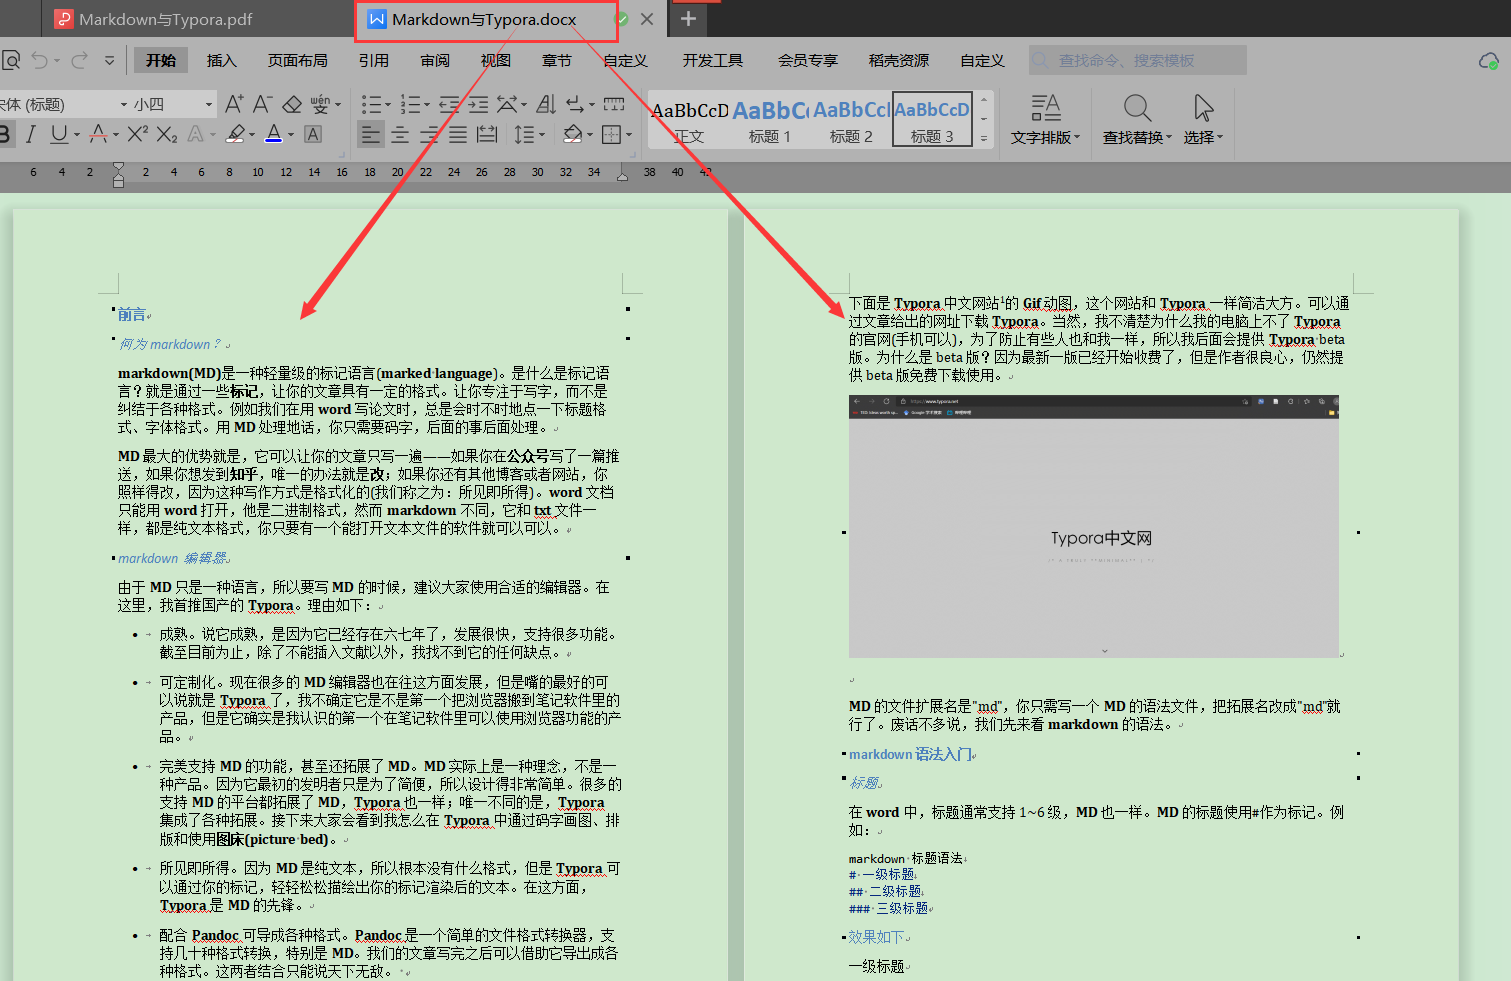 Markdown与Typora.pdf
Markdown与Typora.docx
开始 插入 页面布局 引用 审阅 视图 章节 自定义 开发工具 会员专享 稻壳资源 自定义 查找命令、搜索模板
宋体 (标题) 小四
AaBbCcD AaBbC AaBbCcl AaBbCcD
正文 标题 1 标题 2 标题 3
文字排版 查找替换 选择
6 4 2 2 4 6 8 10 12 14 16 18 20 22 24 26 28 30 32 34 38 40 42
前言
何为 markdown？
markdown(MD)是一种轻量级的标记语言(marked language)。是什么是标记语
言？就是通过一些标记，让你的文章具有一定的格式。让你专注于写字，而不是
纠结于各种格式。例如我们在用 word 写论文时，总是会时不时地点一下标题格
式、字体格式。用 MD 处理地话，你只需要码字，后面的事后面处理。
MD 最大的优势就是，它可以让你的文章只写一遍——如果你在公众号写了一篇推
送，如果你想发到知乎，唯一的办法就是改；如果你还有其他博客或者网站，你
照样得改，因为这种写作方式是格式化的(我们称之为：所见即所得)。word 文档
只能用 word 打开，他是二进制格式，然而 markdown 不同，它和 txt 文件一
样，都是纯文本格式，你只要有一个能打开文本文件的软件就可以可以。
markdown 编辑器
由于 MD 只是一种语言，所以要写 MD 的时候，建议大家使用合适的编辑器。在
这里，我首推国产的 Typora。理由如下：
• 成熟。说它成熟，是因为它已经存在六七年了，发展很快，支持很多功能。
截至目前为止，除了不能插入文献以外，我找不到它的任何缺点。
• 可定制化。现在很多的 MD 编辑器也在往这方面发展，但是嘴的最好的可
以说就是 Typora 了，我不确定它是不是第一个把浏览器搬到笔记软件里的
产品，但是它确实是我认识的第一个在笔记软件里可以使用浏览器功能的产
品。
• 完美支持 MD 的功能，甚至还拓展了 MD。MD 实际上是一种理念，不是一
种产品。因为它最初的发明者只是为了简便，所以设计得非常简单。很多的
支持 MD 的平台都拓展了 MD，Typora 也一样；唯一不同的是，Typora
集成了各种拓展。接下来大家会看到我怎么在 Typora 中通过码字画图、排
版和使用图床(picture bed)。
• 所见即所得。因为 MD 是纯文本，所以根本没有什么格式，但是 Typora 可
以通过你的标记，轻轻松松描绘出你的标记渲染后的文本。在这方面，
Typora 是 MD 的先锋。
• 配合 Pandoc 可导成各种格式。Pandoc 是一个简单的文件格式转换器，支
持几十种格式转换，特别是 MD。我们的文章写完之后可以借助它导出成各
种格式。这两者结合只能说天下无敌。
下面是 Typora 中文网站¹的 Gif 动图，这个网站和 Typora 一样简洁大方。可以通
过文章给出的网址下载 Typora。当然，我不清楚为什么我的电脑上不了 Typora
的官网(手机可以)，为了防止有些人也和我一样，所以我后面会提供 Typora beta
版。为什么是 beta 版？因为最新一版已经开始收费了，但是作者很良心，仍然提
供 beta 版免费下载使用。
Typora中文网
MD 的文件扩展名是"md"，你只需写一个 MD 的语法文件，把拓展名改成"md"就
行了。废话不多说，我们先来看 markdown 的语法。
markdown 语法入门
标题
在 word 中，标题通常支持 1~6 级，MD 也一样。MD 的标题使用#作为标记。例
如：
markdown 标题语法
# 一级标题
## 二级标题
### 三级标题
效果如下
一级标题